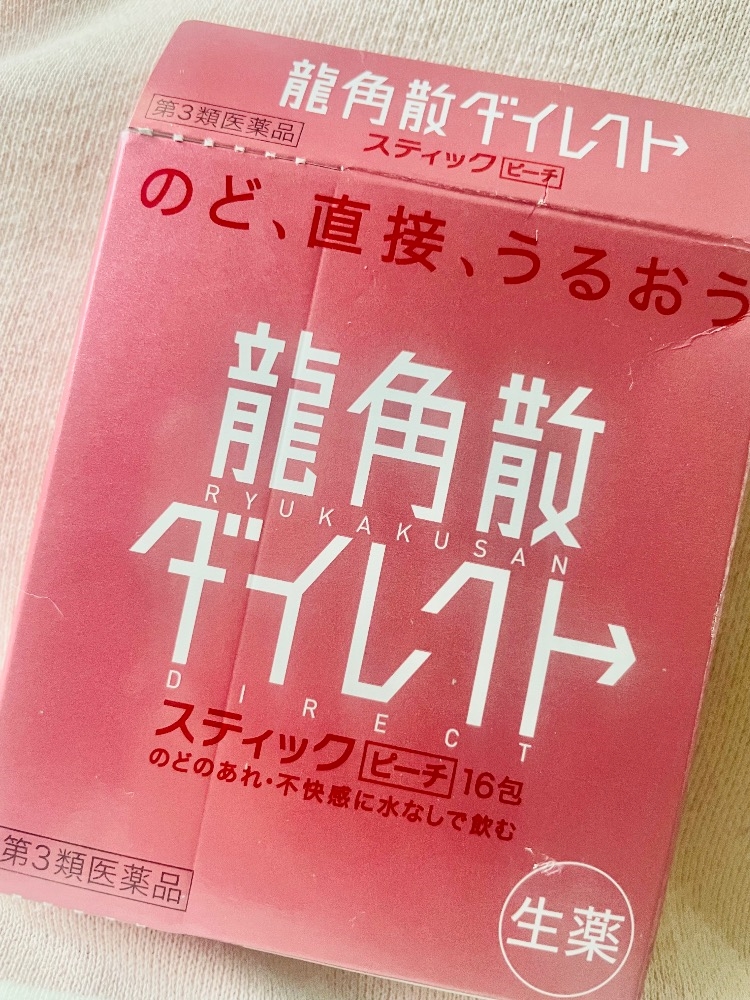 龍角散ダイレクト
第3類医薬品
スティック ピーチ
のど、直接、うるおう
龍角散
RYUKAKUSAN
ダイレクト
DIRECT
スティック ピーチ 16包
のどのあれ・不快感に水なしで飲む
第3類医薬品
生薬